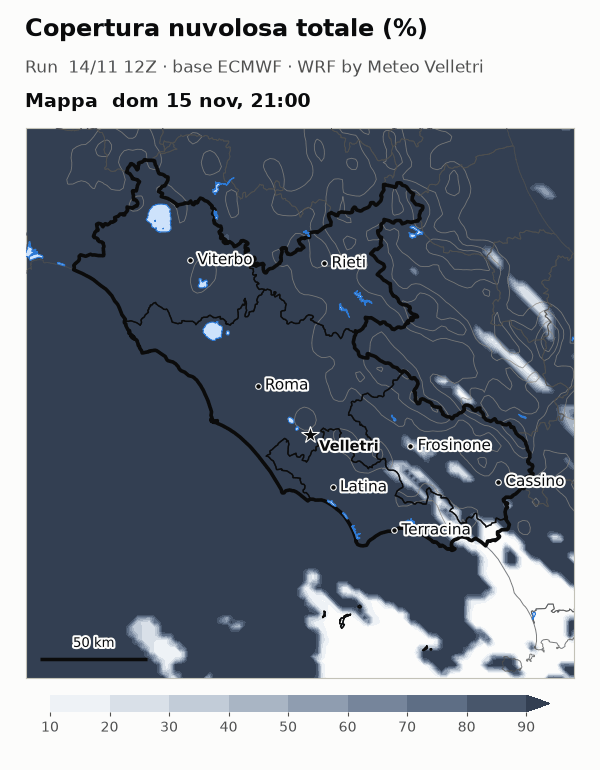 Copertura nuvolosa totale (%)
Run  14/11 12Z · base ECMWF · WRF by Meteo Velletri
Mappa  dom 15 nov, 21:00
Viterbo
Rieti
Roma
Velletri
Frosinone
Latina
Cassino
Terracina
50 km
10 20 30 40 50 60 70 80 90